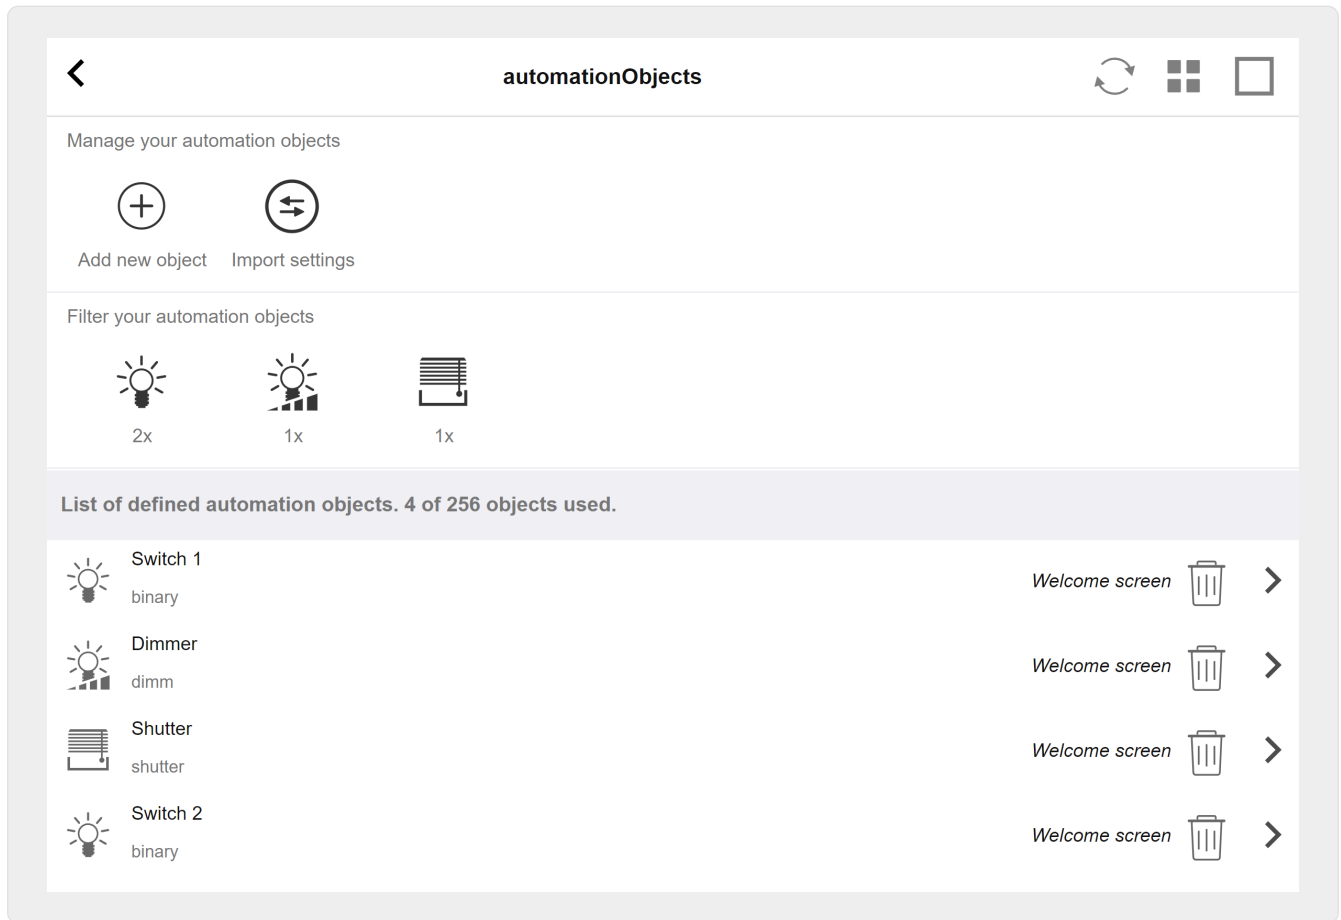 automationObjects
Manage your automation objects
Add new object
Import settings
Filter your automation objects
2x
1x
1x
List of defined automation objects. 4 of 256 objects used.
Switch 1
binary
Welcome screen
Dimmer
dimm
Welcome screen
Shutter
shutter
Welcome screen
Switch 2
binary
Welcome screen